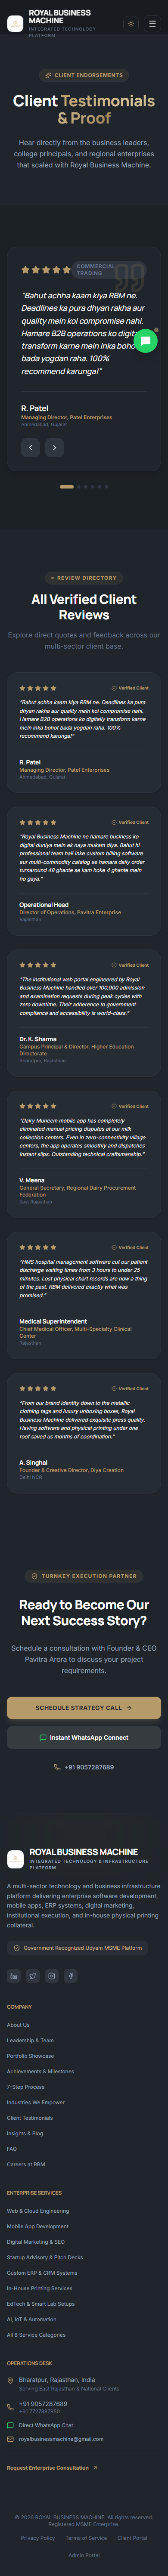 ROYAL BUSINESS
MACHINE
INTEGRATED TECHNOLOGY
PLATFORM
CLIENT ENDORSEMENTS
Client Testimonials
& Proof
Hear directly from the business leaders,
college principals, and regional enterprises
that scaled with Royal Business Machine.
COMMERCIAL
TRADING
"Bahut achha kaam kiya RBM ne.
Deadlines ka pura dhyan rakha aur
quality mein koi compromise nahi.
Hamare B2B operations ko digitally
transform karne mein inka bohot
bada yogdan raha. 100%
recommend karunga!"
R. Patel
Managing Director, Patel Enterprises
Ahmedabad, Gujarat
REVIEW DIRECTORY
All Verified Client
Reviews
Explore direct quotes and feedback across our
multi-sector client base.
Verified Client
"Bahut achha kaam kiya RBM ne. Deadlines ka pura
dhyan rakha aur quality mein koi compromise nahi.
Hamare B2B operations ko digitally transform karne
mein inka bohot bada yogdan raha. 100%
recommend karunga!"
R. Patel
Managing Director, Patel Enterprises
Ahmedabad, Gujarat
Verified Client
"Royal Business Machine ne hamare business ko
digital duniya mein ek naya mukam diya. Rahul Hi
professional team hai! Inke custom billing software
aur multi-commodity catalog se hamara daily order
turnaround 48 ghante se kam hoke 4 ghante
ho gaya."
Operational Head
Director of Operations, Pavitra Enterprise
Rajasthan
Verified Client
"The institutional web portal engineered by Royal
Business Machine handled over 100,000 admission
and examination requests during peak cycles with
zero downtime. Their adherence to government
compliance and accessibility is world-class."
Dr. K. Sharma
Campus Principal & Director, Higher Education
Directorate
Bharatpur, Rajasthan
Verified Client
"Dairy Muneem mobile app has completely
eliminated manual pricing disputes at our milk
collection centers. Even in zero-connectivity village
centers, the app operates smoothly and dispatches
instant SMS slips. Outstanding technical craftsmanship."
V. Meena
General Secretary, Regional Dairy Procurement
Federation
East Rajasthan
Verified Client
"HMS hospital management software cut our patient
discharge waiting time from 3 hours to under 25
minutes. Lost physical chart records are now a thing
of the past. RBM delivered exactly what was
promised."
Medical Superintendent
Chief Medical Officer, Multi-Specialty Clinical
Center
Rajasthan
Verified Client
"From our brand identity down to the metallic
clothing tags and luxury unboxing boxes, Royal
Business Machine delivered exquisite quality.
Having software and physical printing under one
roof saved us months of coordination."
A. Singhal
Founder & Creative Director, Diya Creation
Delhi NCR
TURNKEY EXECUTION PARTNER
Ready to Become Our
Next Success Story?
Schedule a consultation with Founder & CEO
Pavitra Arora to discuss your project
requirements.
SCHEDULE STRATEGY CALL →
Instant WhatsApp Connect
+91 9057287689
ROYAL BUSINESS MACHINE
INTEGRATED TECHNOLOGY & INFRASTRUCTURE
PLATFORM
A multi-sector technology and business infrastructure
platform delivering enterprise software development,
mobile apps, ERP systems, digital marketing,
institutional execution, and in-house physical printing
collateral.
Government Recognized Udyam MSME Platform
COMPANY
About Us
Leadership & Team
Portfolio Showcase
Achievements & Milestones
7-Step Process
Industries We Empower
Client Testimonials
Insights & Blog
FAQ
Careers at RBM
ENTERPRISE SERVICES
Web & Cloud Engineering
Mobile App Development
Digital Marketing & SEO
Startup Advisory & Pitch Decks
Custom ERP & CRM Systems
In-House Printing Services
EdTech & Smart Lab Setups
AI, IoT & Automation
All 8 Service Categories
OPERATIONS DESK
Bharatpur, Rajasthan, India
Serving East Rajasthan & National Clients
+91 9057287689
+91 7727987850
Direct WhatsApp Chat
royalbusinessmachine@gmail.com
Request Enterprise Consultation ↗
© 2026 ROYAL BUSINESS MACHINE. All rights reserved.
Registered MSME Enterprise.
Privacy Policy Terms of Service Client Portal
Admin Portal